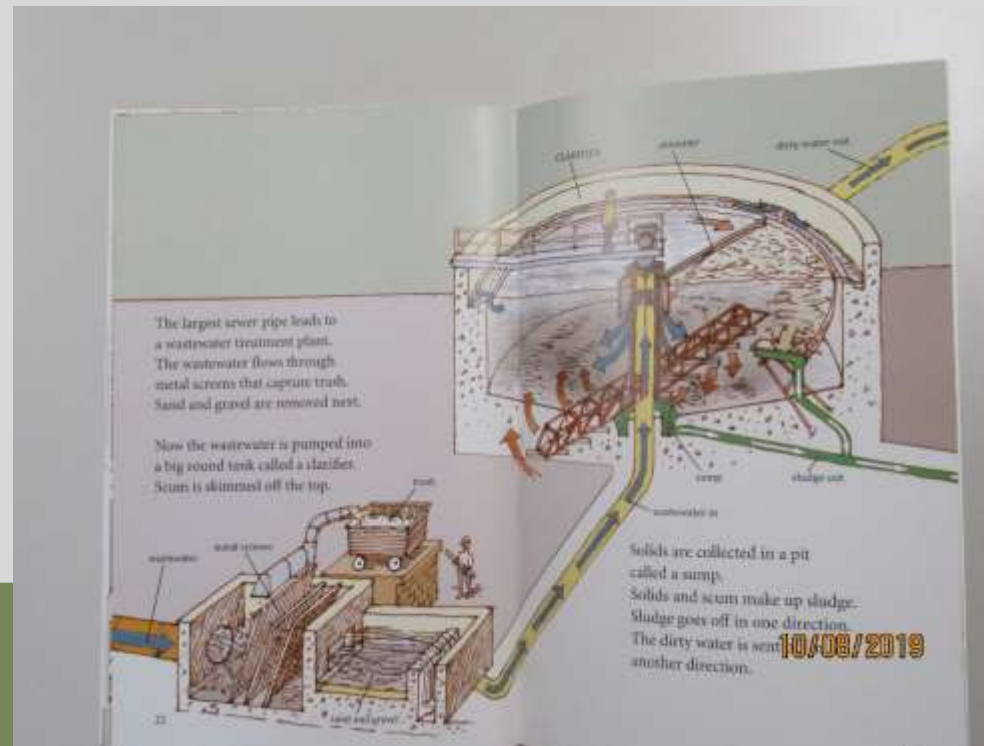 The largest sewer pipe leads to
a wastewater treatment plant.
The wastewater flows through
metal screens that capture trash.
Sand and gravel are removed next.
Now the wastewater is pumped into
a big round tank called a clarifier.
Scum is skimmed off the top.
trash
metal screens
wastewater
sand and gravel
22
CLARIFIER
skimmer
dirty water out
sump
sludge out
wastewater in
Solids are collected in a pit
called a sump.
Solids and scum make up sludge.
Sludge goes off in one direction.
The dirty water is sent
another direction.
10/08/2019